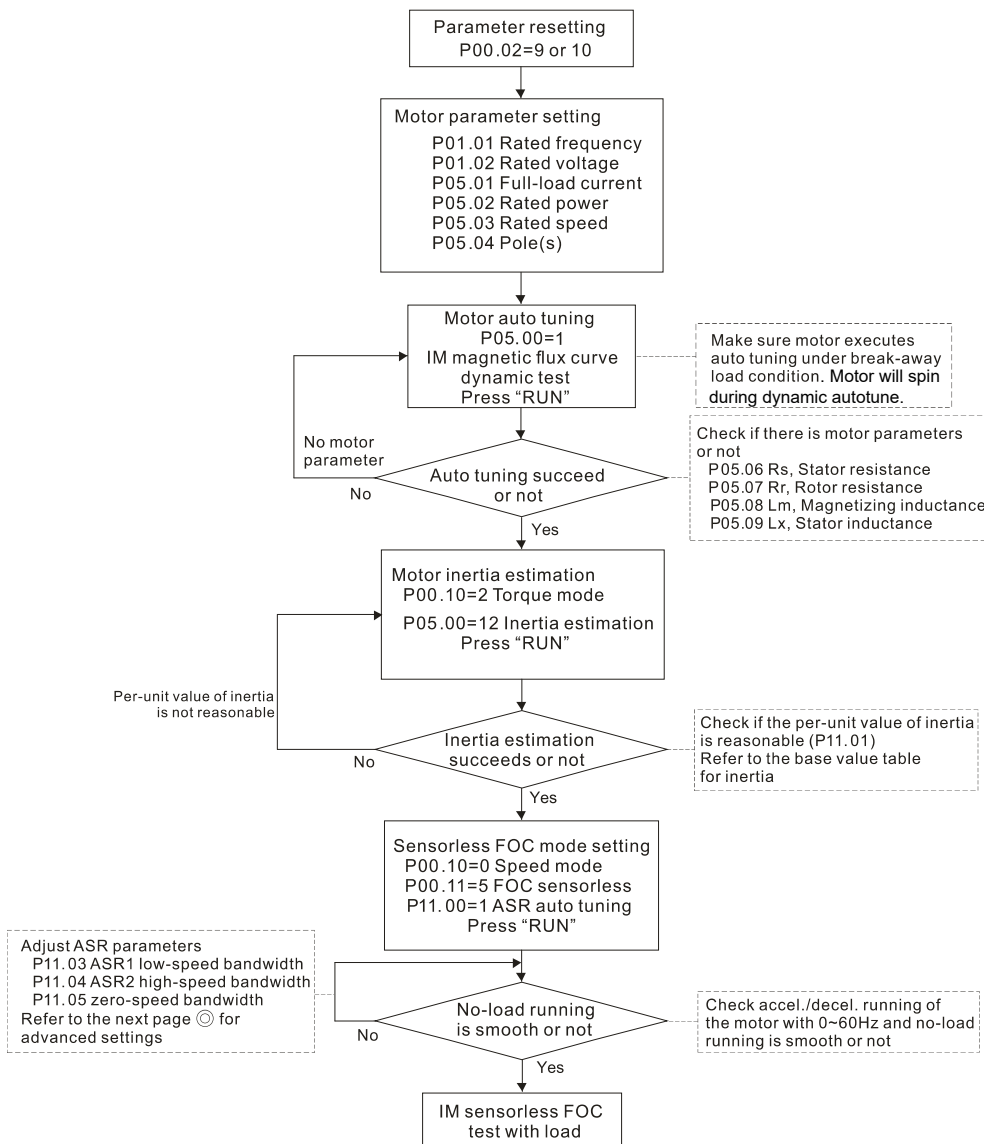 Parameter resetting
P00.02=9 or 10
Motor parameter setting
P01.01 Rated frequency
P01.02 Rated voltage
P05.01 Full-load current
P05.02 Rated power
P05.03 Rated speed
P05.04 Pole(s)
Motor auto tuning
P05.00=1
IM magnetic flux curve
dynamic test
Press “RUN”
Make sure motor executes
auto tuning under break-away
load condition. Motor will spin
during dynamic autotune.
No motor
parameter
No
Auto tuning succeed
or not
Yes
Check if there is motor parameters
or not
P05.06 Rs, Stator resistance
P05.07 Rr, Rotor resistance
P05.08 Lm, Magnetizing inductance
P05.09 Lx, Stator inductance
Motor inertia estimation
P00.10=2 Torque mode
P05.00=12 Inertia estimation
Press “RUN”
Per-unit value of inertia
is not reasonable
No
Inertia estimation
succeeds or not
Yes
Check if the per-unit value of inertia
is reasonable (P11.01)
Refer to the base value table
for inertia
Sensorless FOC mode setting
P00.10=0 Speed mode
P00.11=5 FOC sensorless
P11.00=1 ASR auto tuning
Press “RUN”
Adjust ASR parameters
P11.03 ASR1 low-speed bandwidth
P11.04 ASR2 high-speed bandwidth
P11.05 zero-speed bandwidth
Refer to the next page ◎ for
advanced settings
No
No-load running
is smooth or not
Yes
Check accel./decel. running of
the motor with 0~60Hz and no-load
running is smooth or not
IM sensorless FOC
test with load